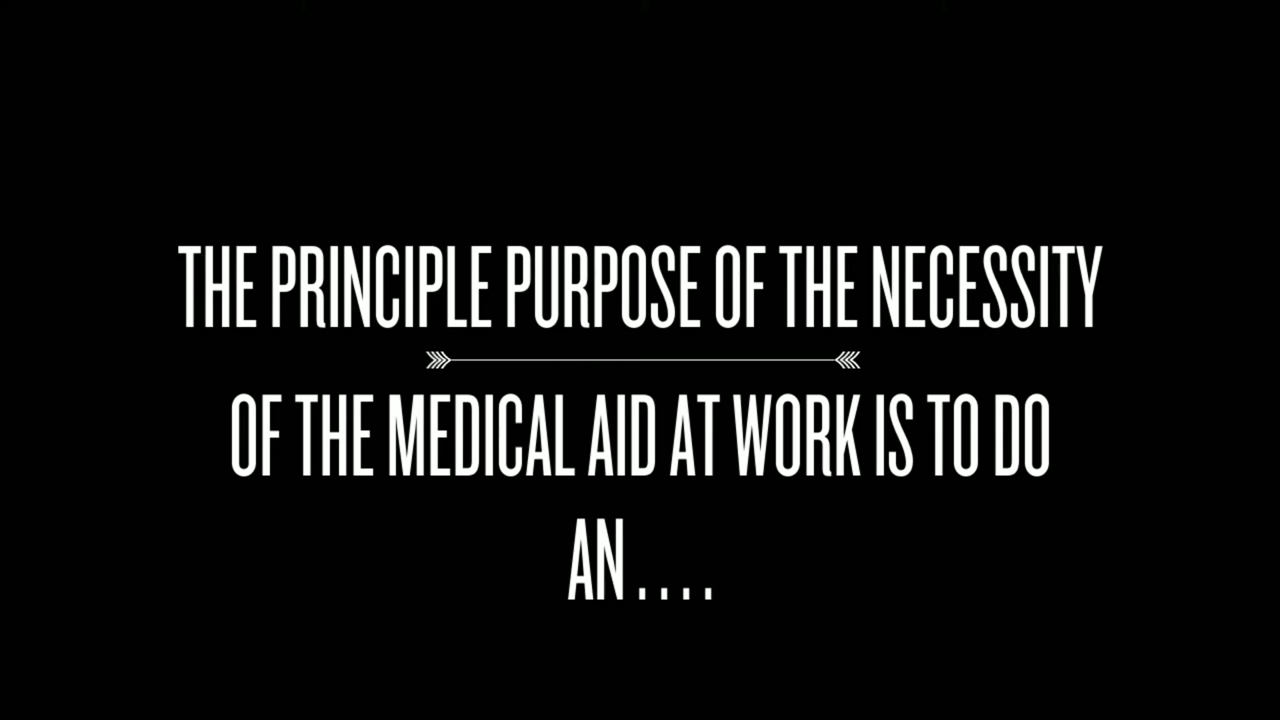 THE PRINCIPLE PURPOSE OF THE NECESSITY
OF THE MEDICAL AID AT WORK IS TO DO
AN . . . .